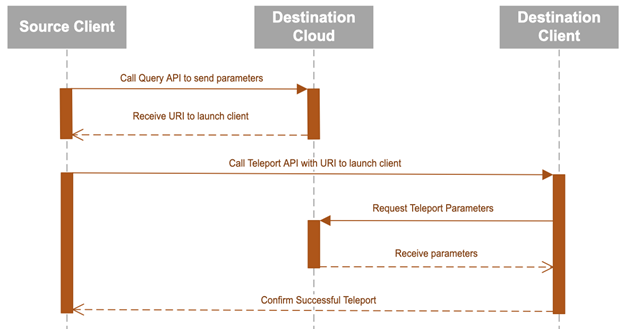 Source Client
Destination
Cloud
Destination
Client
Call Query API to send parameters
Receive URI to launch client
Call Teleport API with URI to launch client
Request Teleport Parameters
Receive parameters
Confirm Successful Teleport